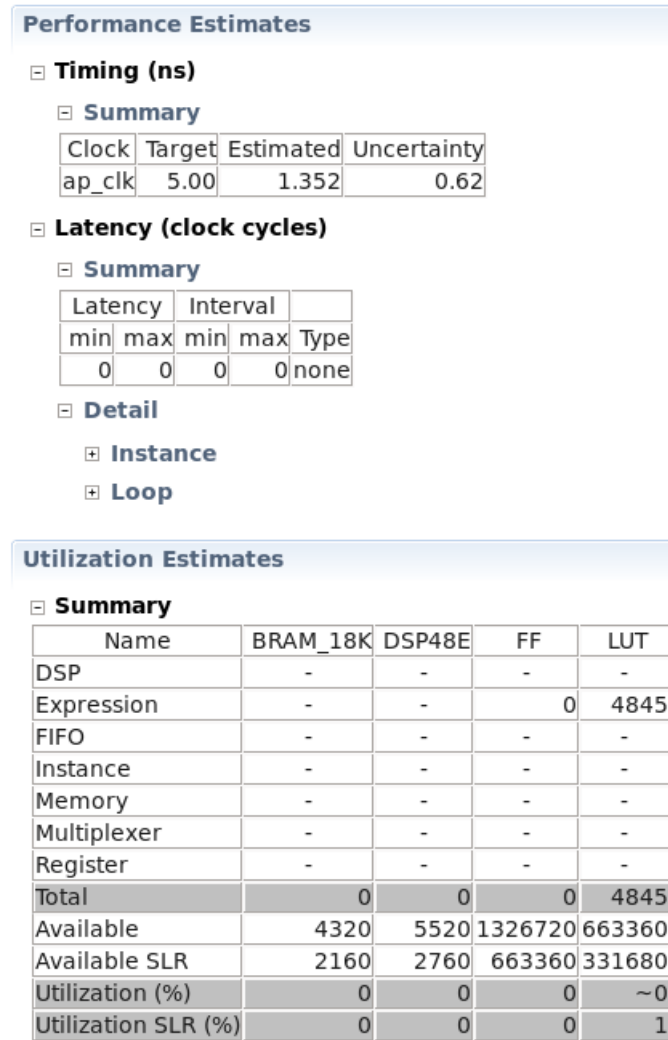 Performance Estimates
Timing (ns)
Summary
Clock Target Estimated Uncertainty
ap_clk 5.00 1.352 0.62
Latency (clock cycles)
Summary
Latency Interval
min max min max Type
0 0 0 0 none
Detail
Instance
Loop
Utilization Estimates
Summary
Name BRAM_18K DSP48E FF LUT
DSP - - - -
Expression - - 0 4845
FIFO - - - -
Instance - - - -
Memory - - - -
Multiplexer - - - -
Register - - - -
Total 0 0 0 4845
Available 4320 5520 1326720 663360
Available SLR 2160 2760 663360 331680
Utilization (%) 0 0 0 ~0
Utilization SLR (%) 0 0 0 1